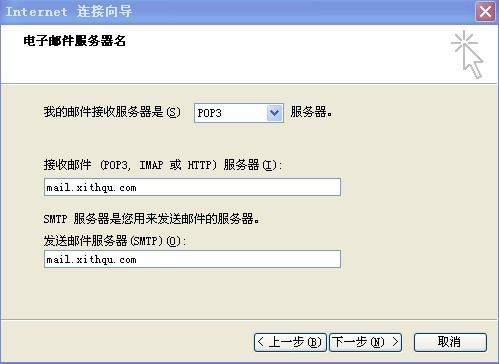 Internet 连接向导
电子邮件服务器名
我的邮件接收服务器是(S) POP3 服务器。
接收邮件 (POP3, IMAP 或 HTTP) 服务器(I):
mail.xithqu.com
SMTP 服务器是您用来发送邮件的服务器。
发送邮件服务器(SMTP)(O):
mail.xithqu.com
< 上一步(B) 下一步(N) > 取消